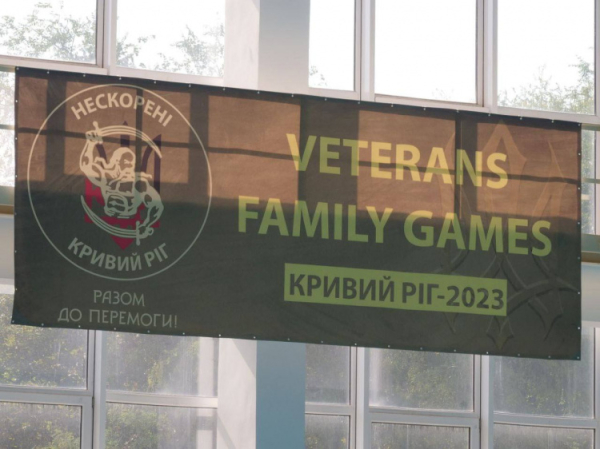 НЕСКОРЕНІ
КРИВИЙ РІГ
РАЗОМ
ДО ПЕРЕМОГИ!
VETERANS
FAMILY GAMES
КРИВИЙ РІГ-2023